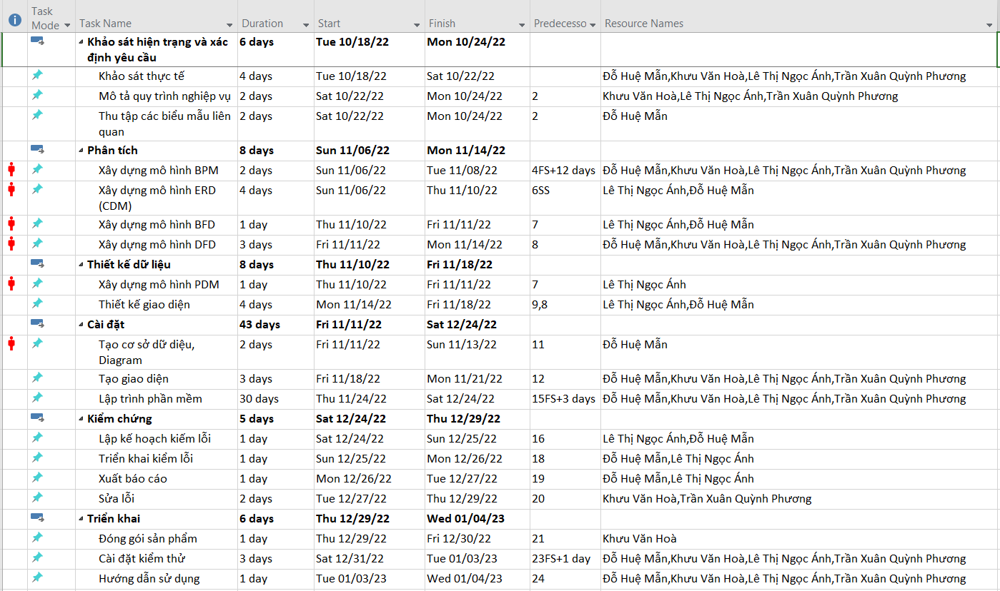 Task
Mode Task Name Duration Start Finish Predecesso Resource Names
Khảo sát hiện trạng và xác 6 days Tue 10/18/22 Mon 10/24/22
định yêu cầu
Khảo sát thực tế 4 days Tue 10/18/22 Sat 10/22/22 Đỗ Huệ Mẫn,Khưu Văn Hoà,Lê Thị Ngọc Ánh,Trần Xuân Quỳnh Phương
Mô tả quy trình nghiệp vụ 2 days Sat 10/22/22 Mon 10/24/22 2 Khưu Văn Hoà,Lê Thị Ngọc Ánh,Trần Xuân Quỳnh Phương
Thu tập các biểu mẫu liên 2 days Sat 10/22/22 Mon 10/24/22 2 Đỗ Huệ Mẫn
quan
Phân tích 8 days Sun 11/06/22 Mon 11/14/22
Xây dựng mô hình BPM 2 days Sun 11/06/22 Tue 11/08/22 4FS+12 days Đỗ Huệ Mẫn,Khưu Văn Hoà,Lê Thị Ngọc Ánh,Trần Xuân Quỳnh Phương
Xây dựng mô hình ERD 4 days Sun 11/06/22 Thu 11/10/22 6SS Lê Thị Ngọc Ánh,Đỗ Huệ Mẫn
(CDM)
Xây dựng mô hình BFD 1 day Thu 11/10/22 Fri 11/11/22 7 Lê Thị Ngọc Ánh,Đỗ Huệ Mẫn
Xây dựng mô hình DFD 3 days Fri 11/11/22 Mon 11/14/22 8 Đỗ Huệ Mẫn,Khưu Văn Hoà,Lê Thị Ngọc Ánh,Trần Xuân Quỳnh Phương
Thiết kế dữ liệu 8 days Thu 11/10/22 Fri 11/18/22
Xây dựng mô hình PDM 1 day Thu 11/10/22 Fri 11/11/22 7 Lê Thị Ngọc Ánh
Thiết kế giao diện 4 days Mon 11/14/22 Fri 11/18/22 9,8 Lê Thị Ngọc Ánh,Đỗ Huệ Mẫn
Cài đặt 43 days Fri 11/11/22 Sat 12/24/22
Tạo cơ sở dữ diệu, 2 days Fri 11/11/22 Sun 11/13/22 11 Đỗ Huệ Mẫn
Diagram
Tạo giao diện 3 days Fri 11/18/22 Mon 11/21/22 12 Đỗ Huệ Mẫn,Khưu Văn Hoà,Lê Thị Ngọc Ánh,Trần Xuân Quỳnh Phương
Lập trình phần mềm 30 days Thu 11/24/22 Sat 12/24/22 15FS+3 days Đỗ Huệ Mẫn,Khưu Văn Hoà,Lê Thị Ngọc Ánh,Trần Xuân Quỳnh Phương
Kiểm chứng 5 days Sat 12/24/22 Thu 12/29/22
Lập kế hoạch kiếm lỗi 1 day Sat 12/24/22 Sun 12/25/22 16 Lê Thị Ngọc Ánh,Đỗ Huệ Mẫn
Triển khai kiểm lỗi 1 day Sun 12/25/22 Mon 12/26/22 18 Đỗ Huệ Mẫn,Lê Thị Ngọc Ánh
Xuất báo cáo 1 day Mon 12/26/22 Tue 12/27/22 19 Đỗ Huệ Mẫn,Lê Thị Ngọc Ánh
Sửa lỗi 2 days Tue 12/27/22 Thu 12/29/22 20 Khưu Văn Hoà,Trần Xuân Quỳnh Phương
Triển khai 6 days Thu 12/29/22 Wed 01/04/23
Đóng gói sản phẩm 1 day Thu 12/29/22 Fri 12/30/22 21 Khưu Văn Hoà
Cài đặt kiểm thử 3 days Sat 12/31/22 Tue 01/03/23 23FS+1 day Đỗ Huệ Mẫn,Khưu Văn Hoà,Lê Thị Ngọc Ánh,Trần Xuân Quỳnh Phương
Hướng dẫn sử dụng 1 day Tue 01/03/23 Wed 01/04/23 24 Đỗ Huệ Mẫn,Khưu Văn Hoà,Lê Thị Ngọc Ánh,Trần Xuân Quỳnh Phương